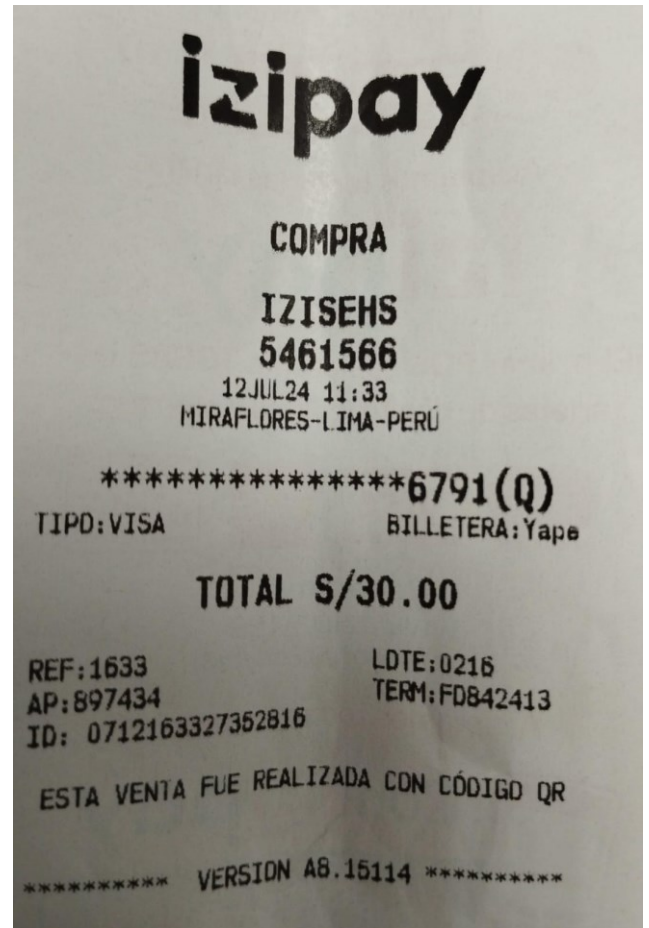 izipay
COMPRA
IZISEHS
5461566
12JUL24 11:33
MIRAFLORES-LIMA-PERÚ
***************6791(Q)
TIPO:VISA BILLETERA:Yape
TOTAL S/30.00
REF:1633 LOTE:0216
AP:897434 TERM:FD842413
ID: 0712163327352816
ESTA VENTA FUE REALIZADA CON CÓDIGO QR
********** VERSION A8.15114 **********